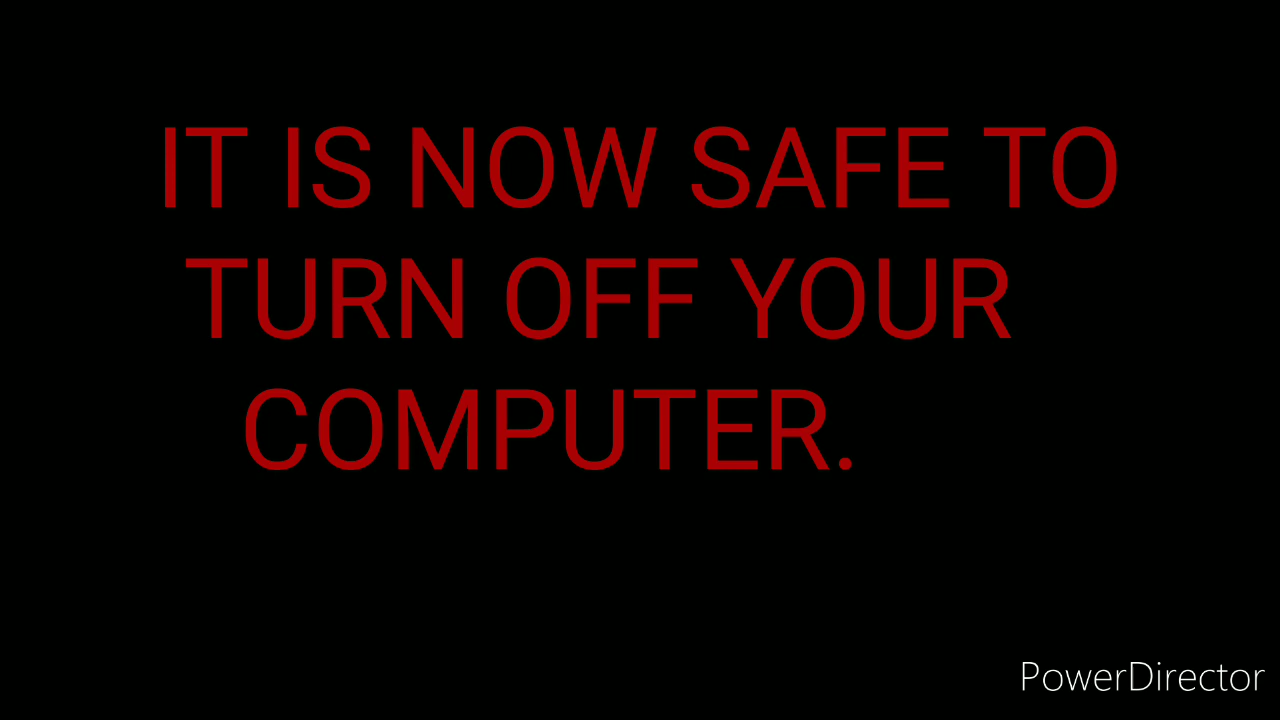 IT IS NOW SAFE TO
TURN OFF YOUR
COMPUTER.
PowerDirector